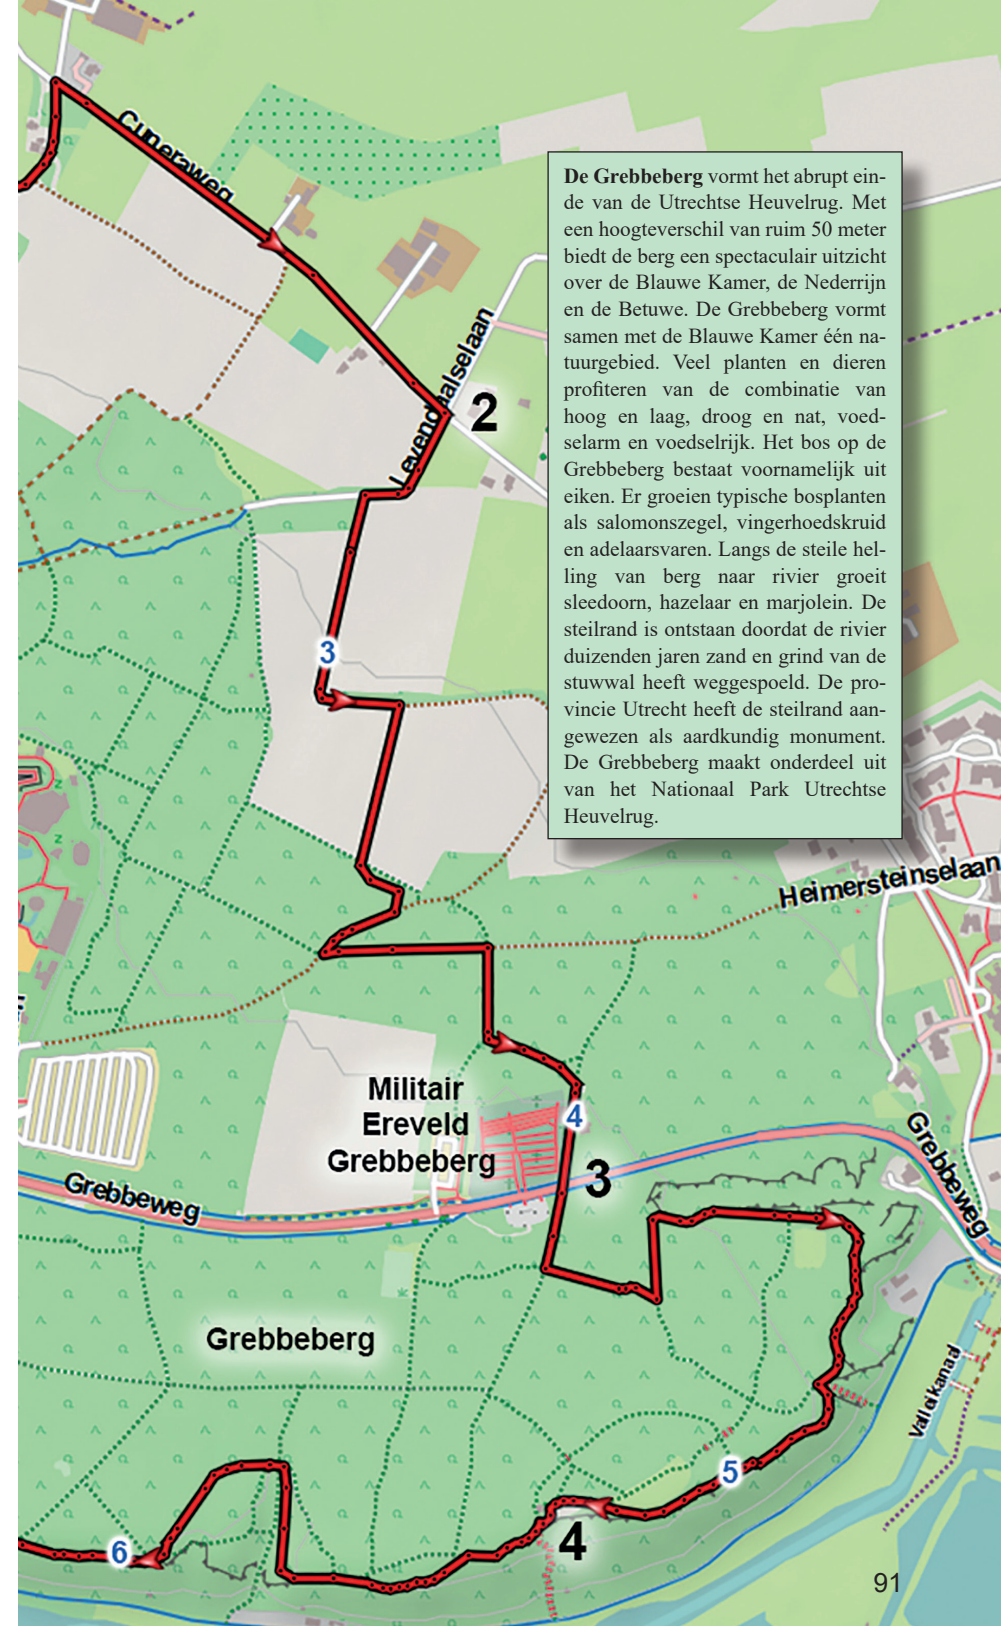 Cuneraweg
De Grebbeberg vormt het abrupt ein-
de van de Utrechtse Heuvelrug. Met
een hoogteverschil van ruim 50 meter
biedt de berg een spectaculair uitzicht
over de Blauwe Kamer, de Nederrijn
en de Betuwe. De Grebbeberg vormt
samen met de Blauwe Kamer één na-
tuurgebied. Veel planten en dieren
profiteren van de combinatie van
hoog en laag, droog en nat, voed-
selarm en voedselrijk. Het bos op de
Grebbeberg bestaat voornamelijk uit
eiken. Er groeien typische bosplanten
als salomonszegel, vingerhoedskruid
en adelaarsvaren. Langs de steile hel-
ling van berg naar rivier groeit
sleedoorn, hazelaar en marjolein. De
steilrand is ontstaan doordat de rivier
duizenden jaren zand en grind van de
stuwwal heeft weggespoeld. De pro-
vincie Utrecht heeft de steilrand aan-
gewezen als aardkundig monument.
De Grebbeberg maakt onderdeel uit
van het Nationaal Park Utrechtse
Heuvelrug.
Levendaalselaan
2
3
Heimersteinselaan
Militair
Ereveld
Grebbeberg
4
3
Grebbeweg
Grebbeweg
Grebbeberg
Valleikanaal
5
4
6
91